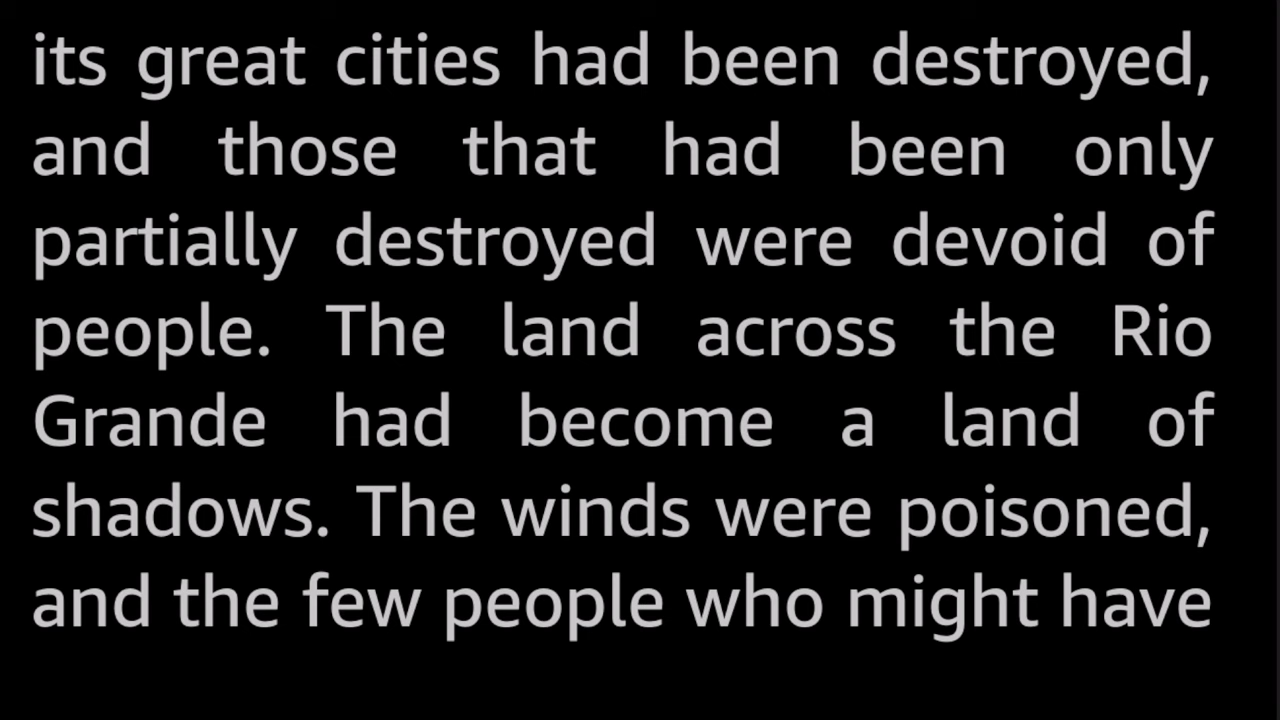 its great cities had been destroyed,
and those that had been only
partially destroyed were devoid of
people. The land across the Rio
Grande had become a land of
shadows. The winds were poisoned,
and the few people who might have